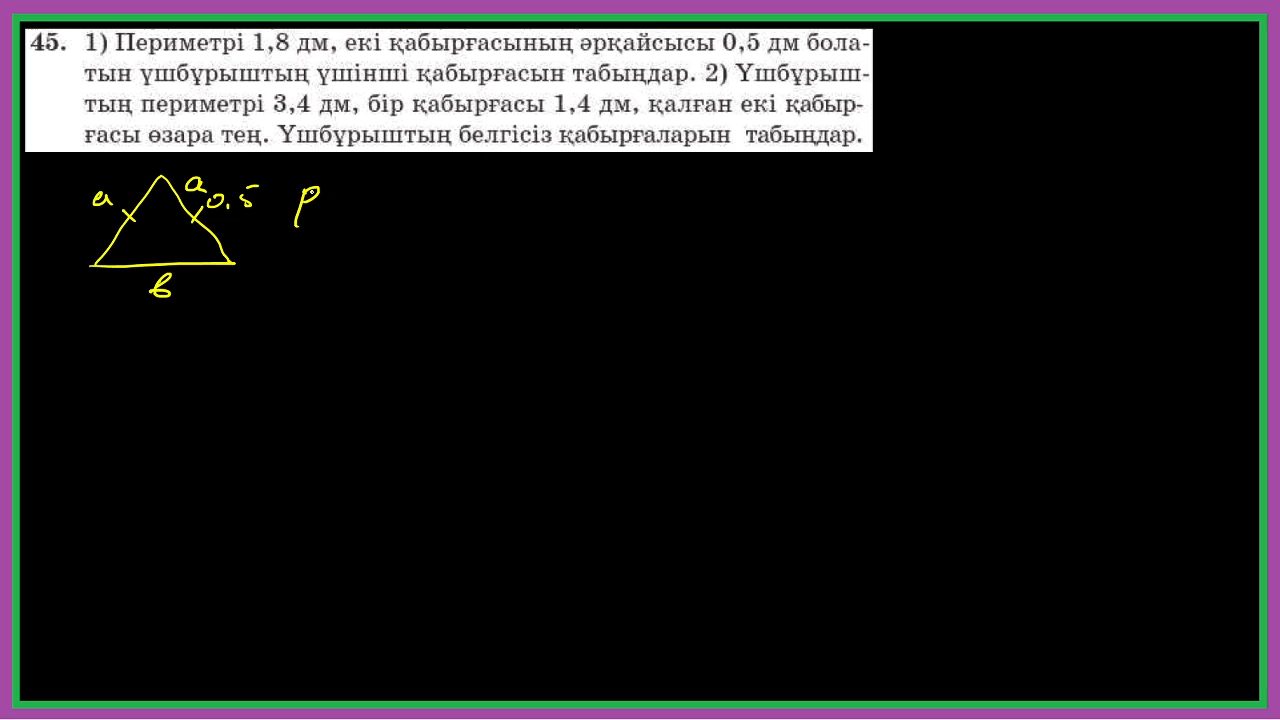 45. 1) Периметрі 1,8 дм, екі қабырғасының әрқайсысы 0,5 дм бола-
тын үшбұрыштың үшінші қабырғасын табыңдар. 2) Үшбұрыш-
тың периметрі 3,4 дм, бір қабырғасы 1,4 дм, қалған екі қабыр-
ғасы өзара тең. Үшбұрыштың белгісіз қабырғаларын табыңдар.
a a 0.5 P
в